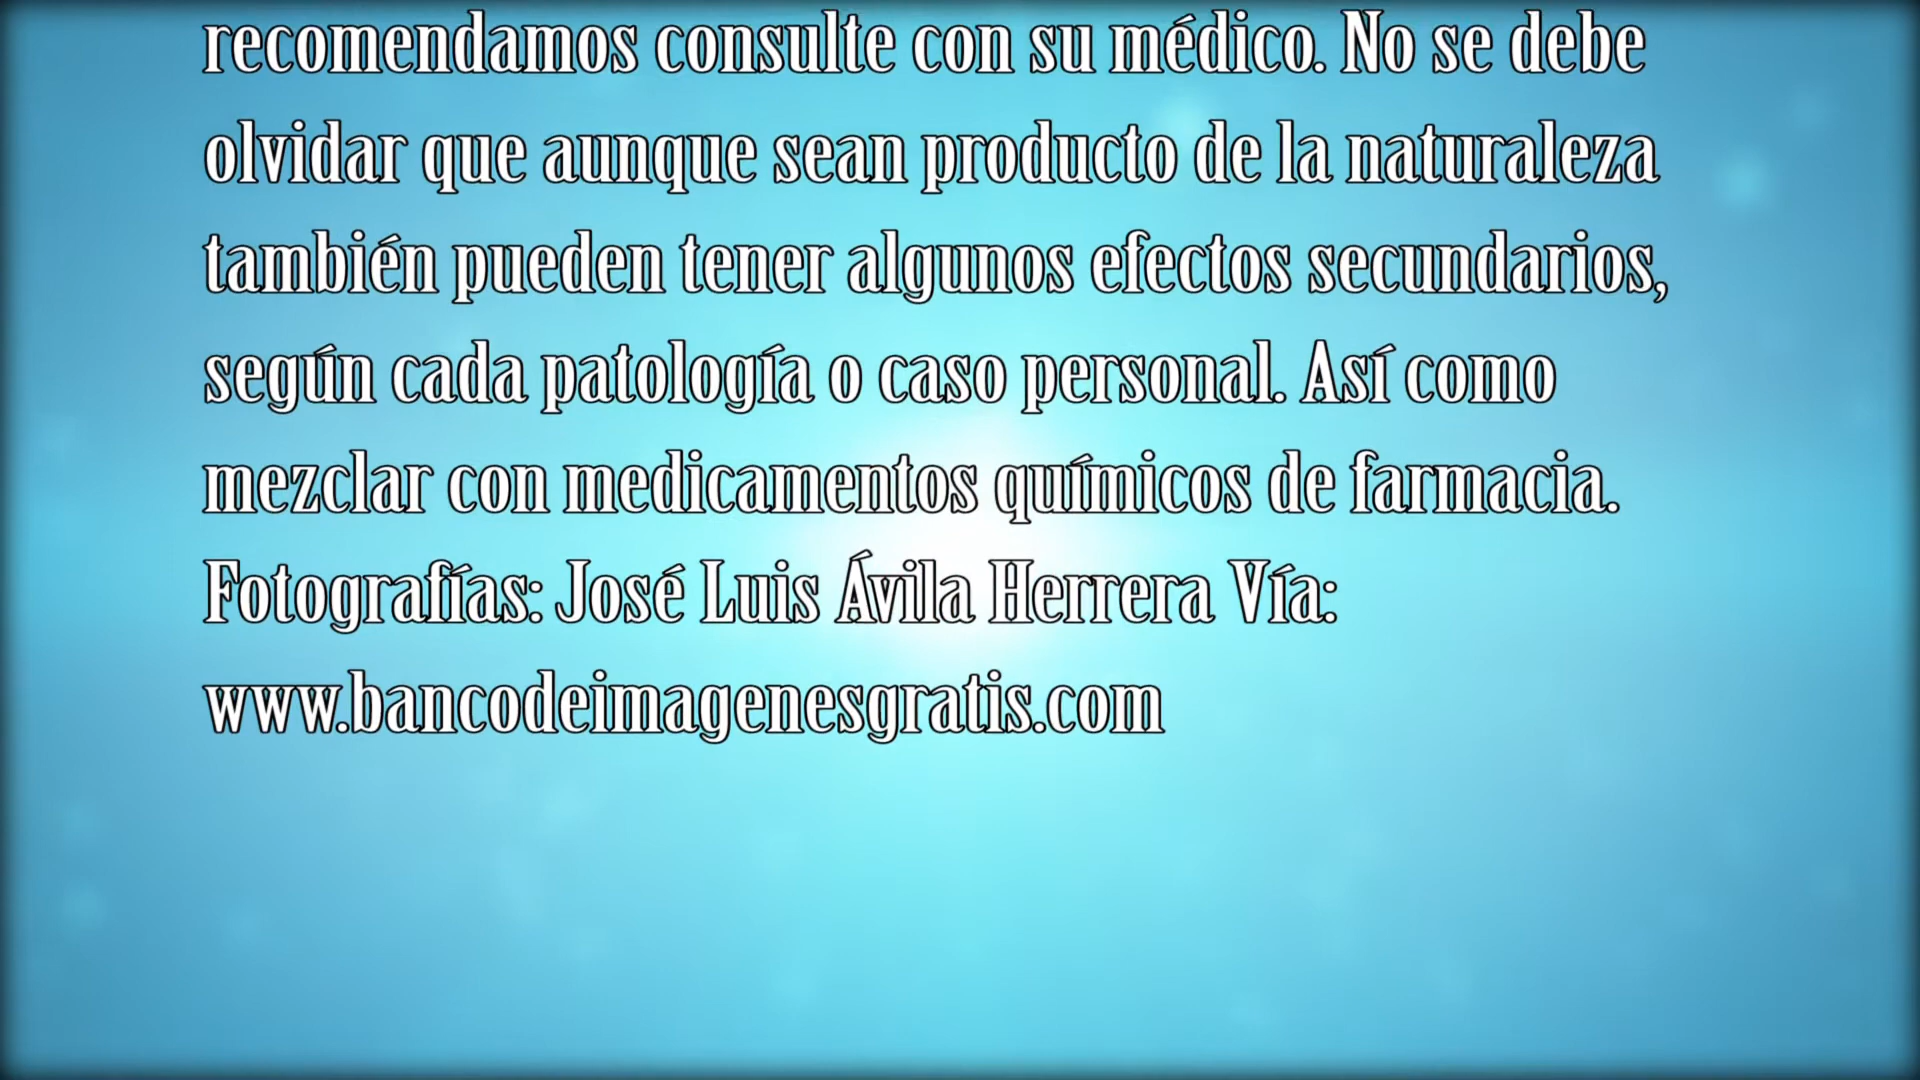 recomendamos consulte con su médico. No se debe
olvidar que aunque sean producto de la naturaleza
también pueden tener algunos efectos secundarios,
según cada patología o caso personal. Así como
mezclar con medicamentos químicos de farmacia.
Fotografías: José Luis Ávila Herrera Vía:
www.bancodeimagenesgratis.com